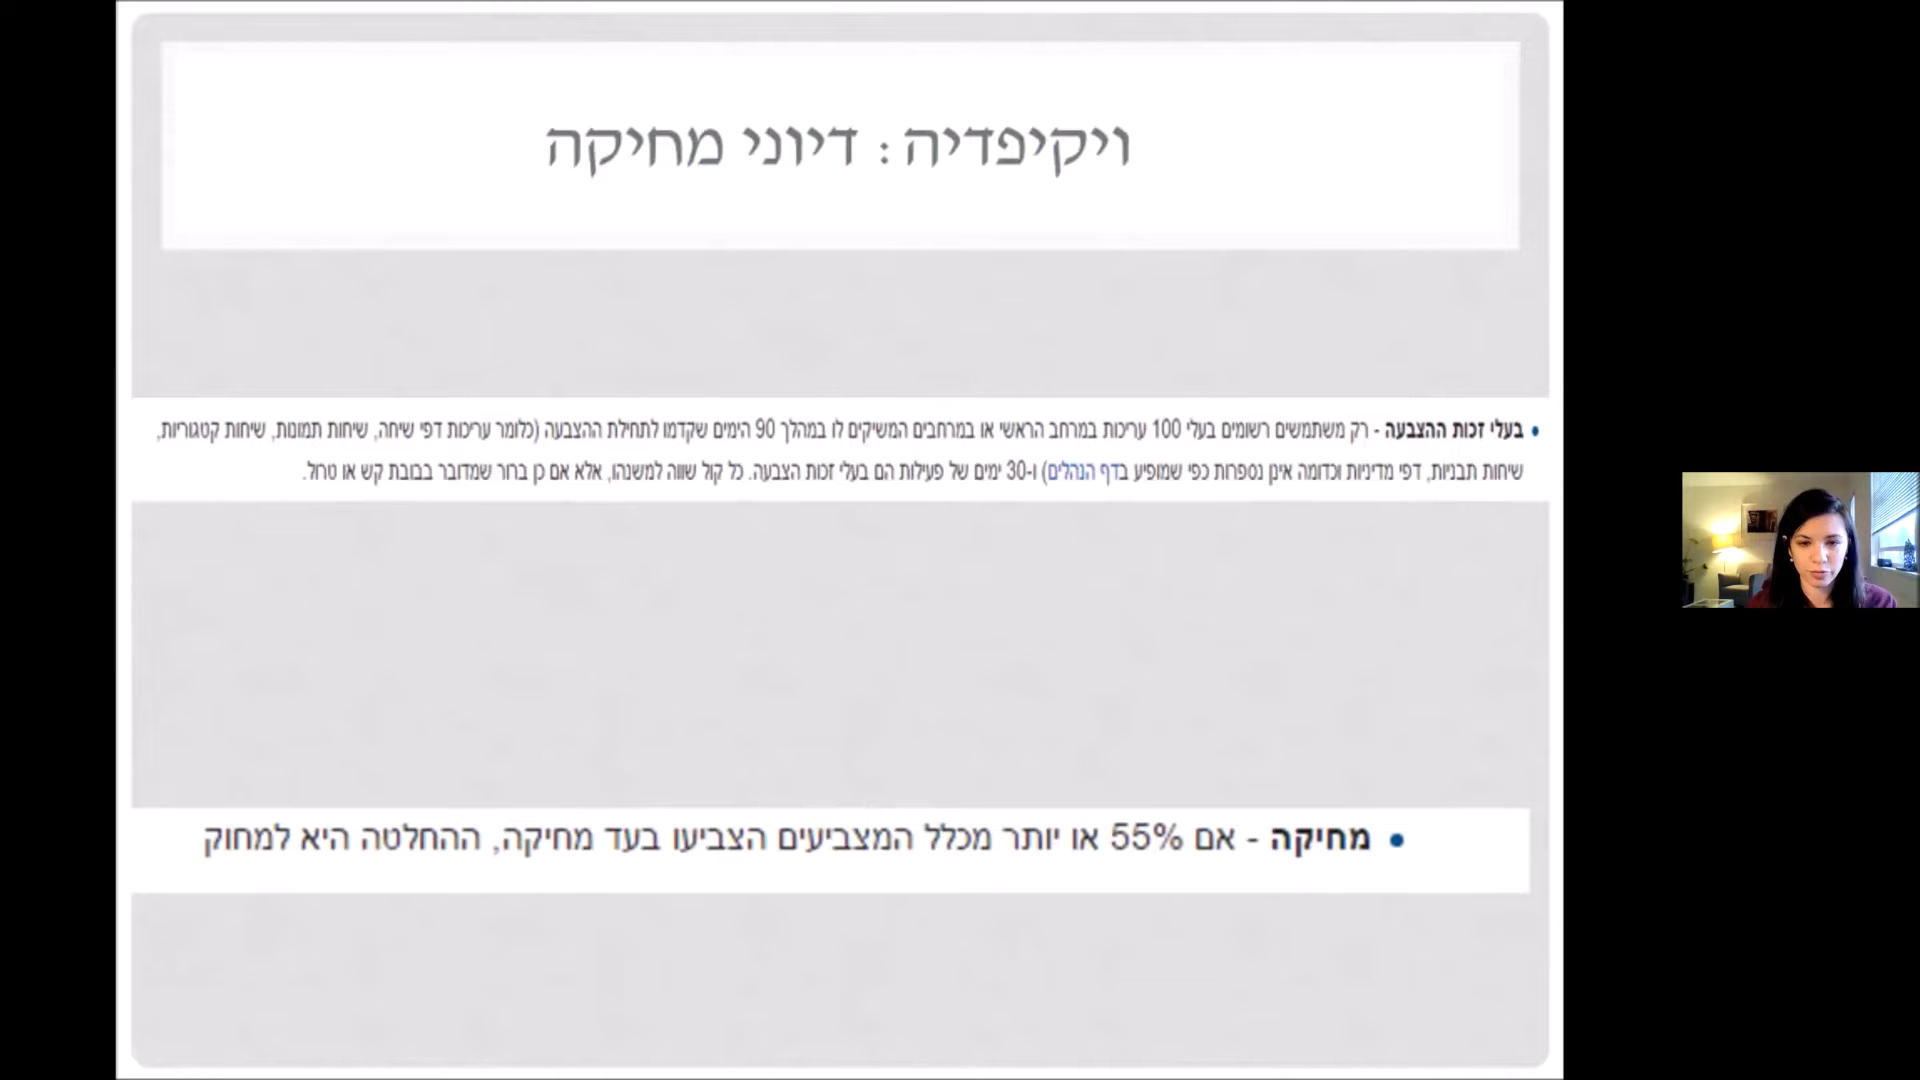 ויקיפדיה: דיוני מחיקה
• בעלי זכות ההצבעה - רק משתמשים רשומים בעלי 100 עריכות במרחב הראשי או במרחבים המשיקים לו במהלך 90 הימים שקדמו לתחילת ההצבעה (כלומר עריכות דפי שיחה, שיחות תמונות, שיחות קטגוריות,
שיחות תבניות, דפי מדיניות וכדומה אינן נספרות כפי שמופיע בדף הנהלים) ו-30 ימים של פעילות הם בעלי זכות הצבעה. כל קול שווה למשנהו, אלא אם כן ברור שמדובר בבובת קש או טרול.
• מחיקה - אם 55% או יותר מכלל המצביעים הצביעו בעד מחיקה, ההחלטה היא למחוק